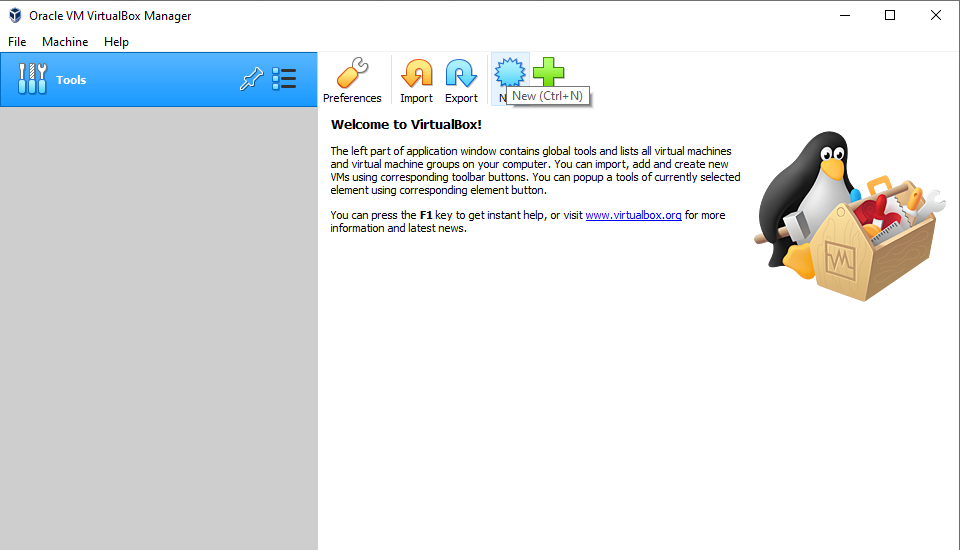 Oracle VM VirtualBox Manager
File Machine Help
Tools
Preferences Import Export
New (Ctrl+N)
Welcome to VirtualBox!
The left part of application window contains global tools and lists all virtual machines
and virtual machine groups on your computer. You can import, add and create new
VMs using corresponding toolbar buttons. You can popup a tools of currently selected
element using corresponding element button.
You can press the F1 key to get instant help, or visit www.virtualbox.org for more
information and latest news.